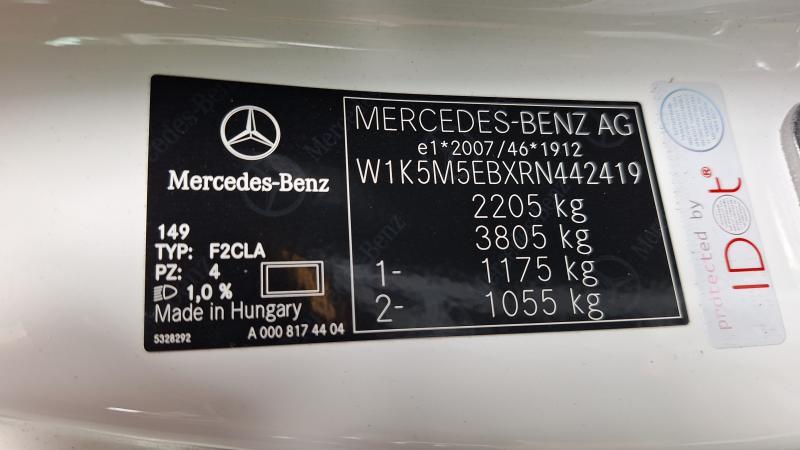 Mercedes-Benz
149
TYP: F2CLA
PZ: 4
1,0 %
Made in Hungary
5328292
A 000 817 44 04
MERCEDES-BENZ AG
e1*2007/46*1912
W1K5M5EBXRN442419
2205 kg
3805 kg
1- 1175 kg
2- 1055 kg
protected by
IDot®